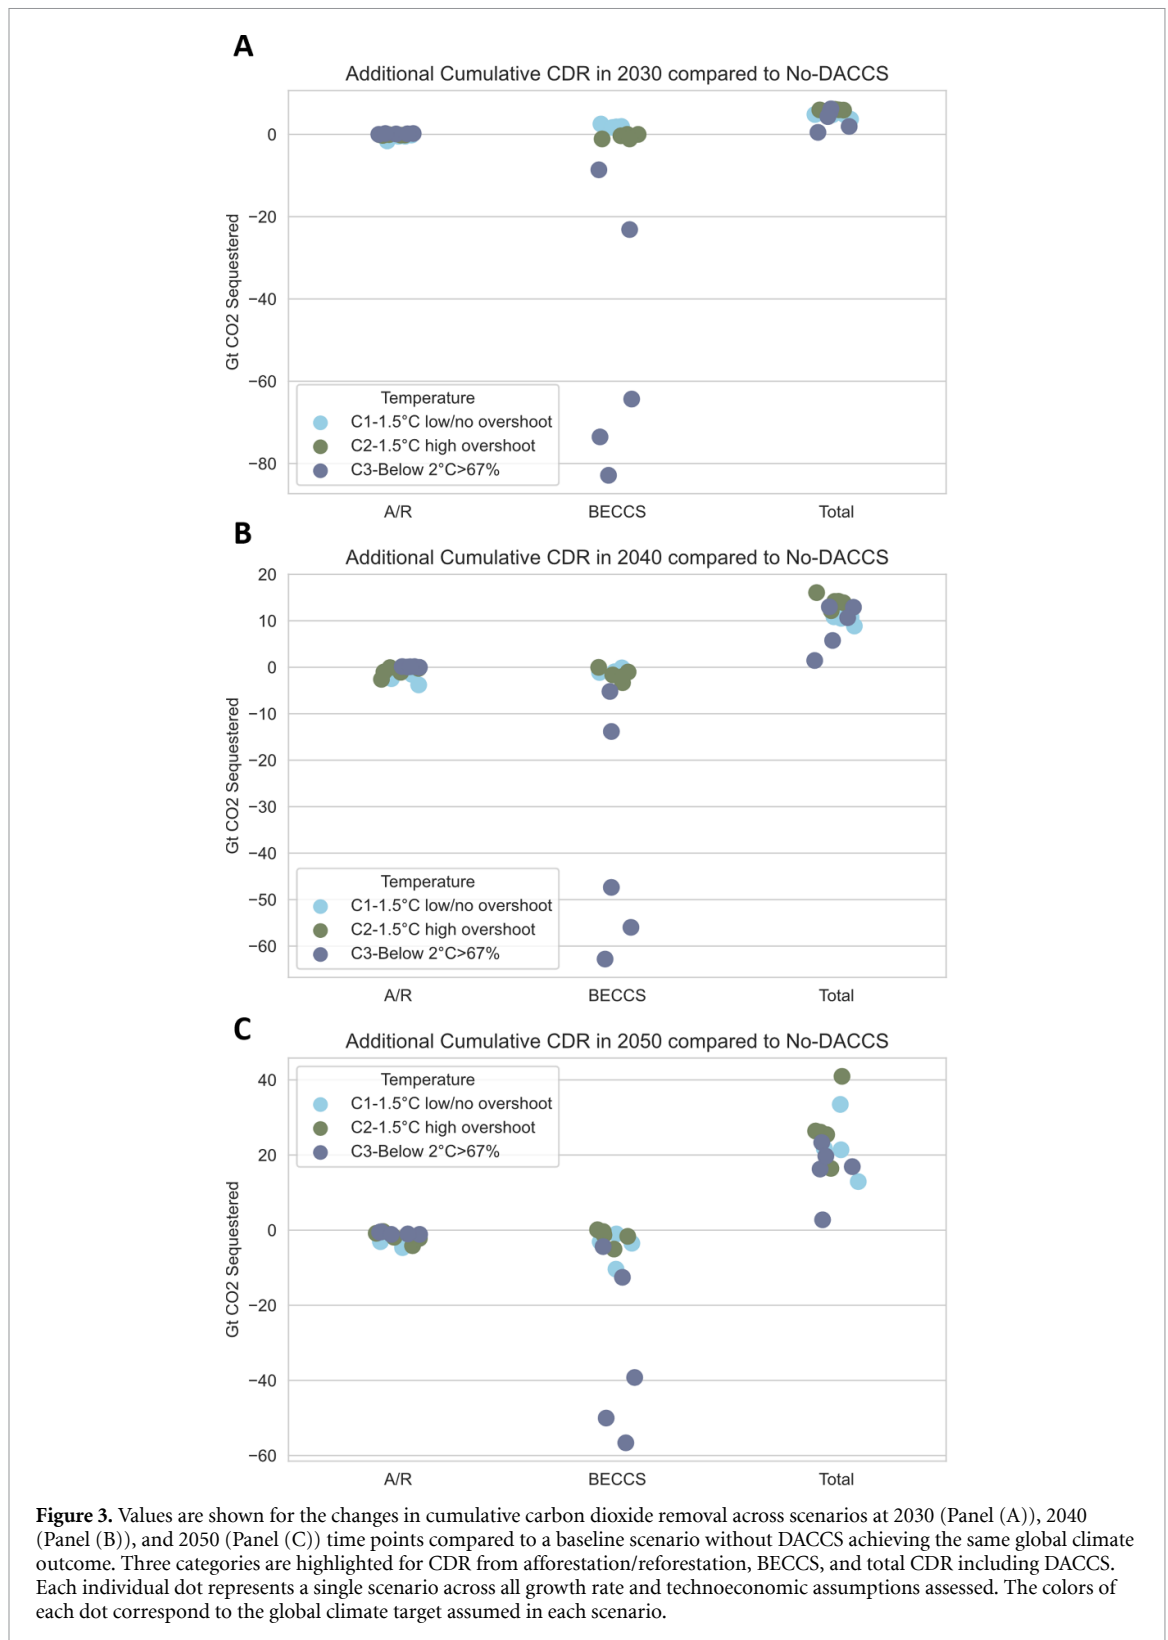 A
Additional Cumulative CDR in 2030 compared to No-DACCS
Gt CO2 Sequestered
0
−20
−40
−60
−80
Temperature
C1-1.5°C low/no overshoot
C2-1.5°C high overshoot
C3-Below 2°C>67%
A/R
BECCS
Total
B
Additional Cumulative CDR in 2040 compared to No-DACCS
Gt CO2 Sequestered
20
10
0
−10
−20
−30
−40
−50
−60
Temperature
C1-1.5°C low/no overshoot
C2-1.5°C high overshoot
C3-Below 2°C>67%
A/R
BECCS
Total
C
Additional Cumulative CDR in 2050 compared to No-DACCS
Gt CO2 Sequestered
40
20
0
−20
−40
−60
Temperature
C1-1.5°C low/no overshoot
C2-1.5°C high overshoot
C3-Below 2°C>67%
A/R
BECCS
Total
Figure 3. Values are shown for the changes in cumulative carbon dioxide removal across scenarios at 2030 (Panel (A)), 2040
(Panel (B)), and 2050 (Panel (C)) time points compared to a baseline scenario without DACCS achieving the same global climate
outcome. Three categories are highlighted for CDR from afforestation/reforestation, BECCS, and total CDR including DACCS.
Each individual dot represents a single scenario across all growth rate and technoeconomic assumptions assessed. The colors of
each dot correspond to the global climate target assumed in each scenario.